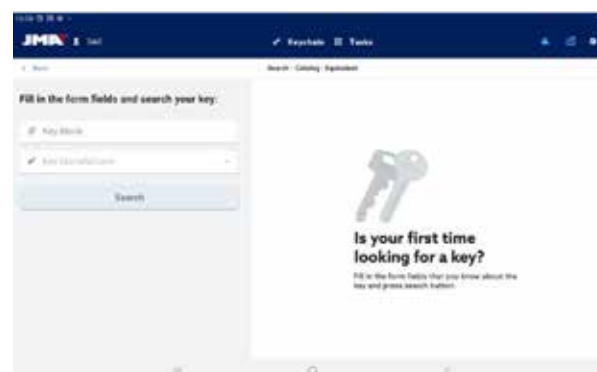 JMA
Keychain Tasks
Back
Search · Catalog · Equivalent
Fill in the form fields and search your key:
Key Blank
Key Manufacturer
Search
Is your first time
looking for a key?
Fill in the form fields that you know about the
key and press search button.